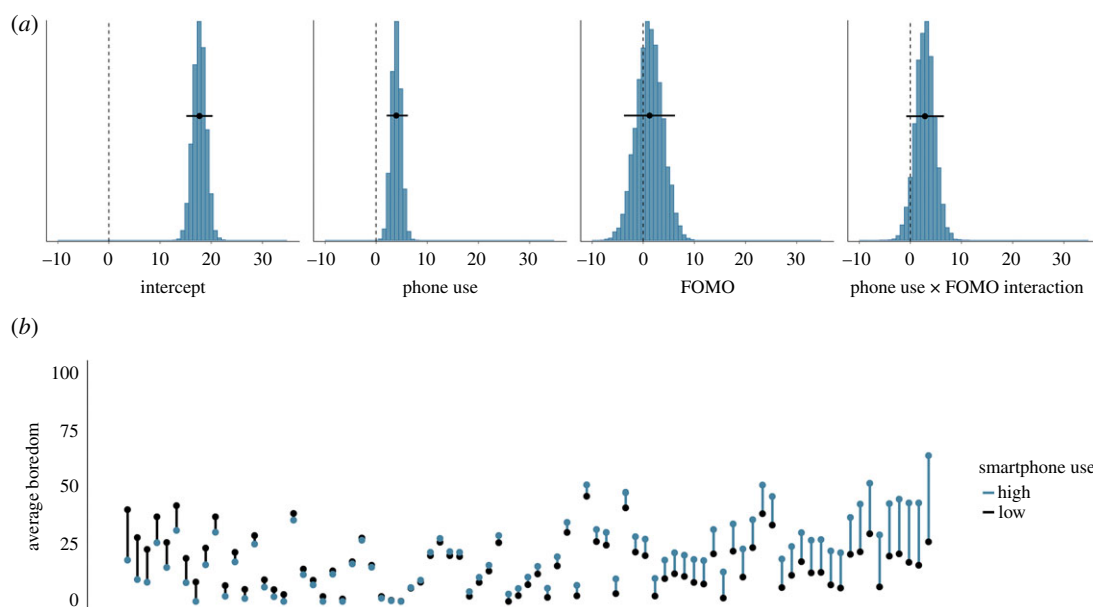 (a)
–10 0 10 20 30
intercept
–10 0 10 20 30
phone use
–10 0 10 20 30
FOMO
–10 0 10 20 30
phone use × FOMO interaction
(b)
100
75
50
25
0
average boredom
smartphone use
high
low